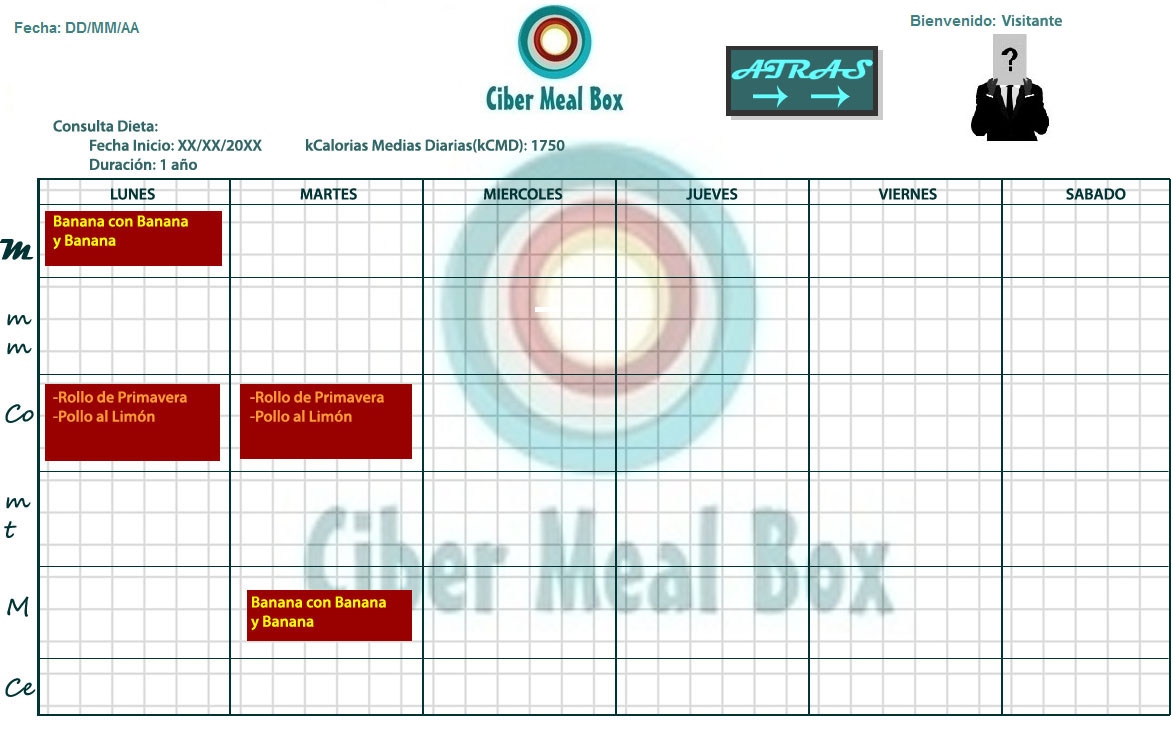 Fecha: DD/MM/AA
Bienvenido: Visitante
?
ATRAS
Ciber Meal Box
Consulta Dieta:
Fecha Inicio: XX/XX/20XX kCalorias Medias Diarias(kCMD): 1750
Duración: 1 año
LUNES MARTES MIERCOLES JUEVES VIERNES SABADO
M
Banana con Banana
y Banana
m
m
Co
-Rollo de Primavera
-Pollo al Limón
-Rollo de Primavera
-Pollo al Limón
m
t
Ciber Meal Box
M
Banana con Banana
y Banana
Ce